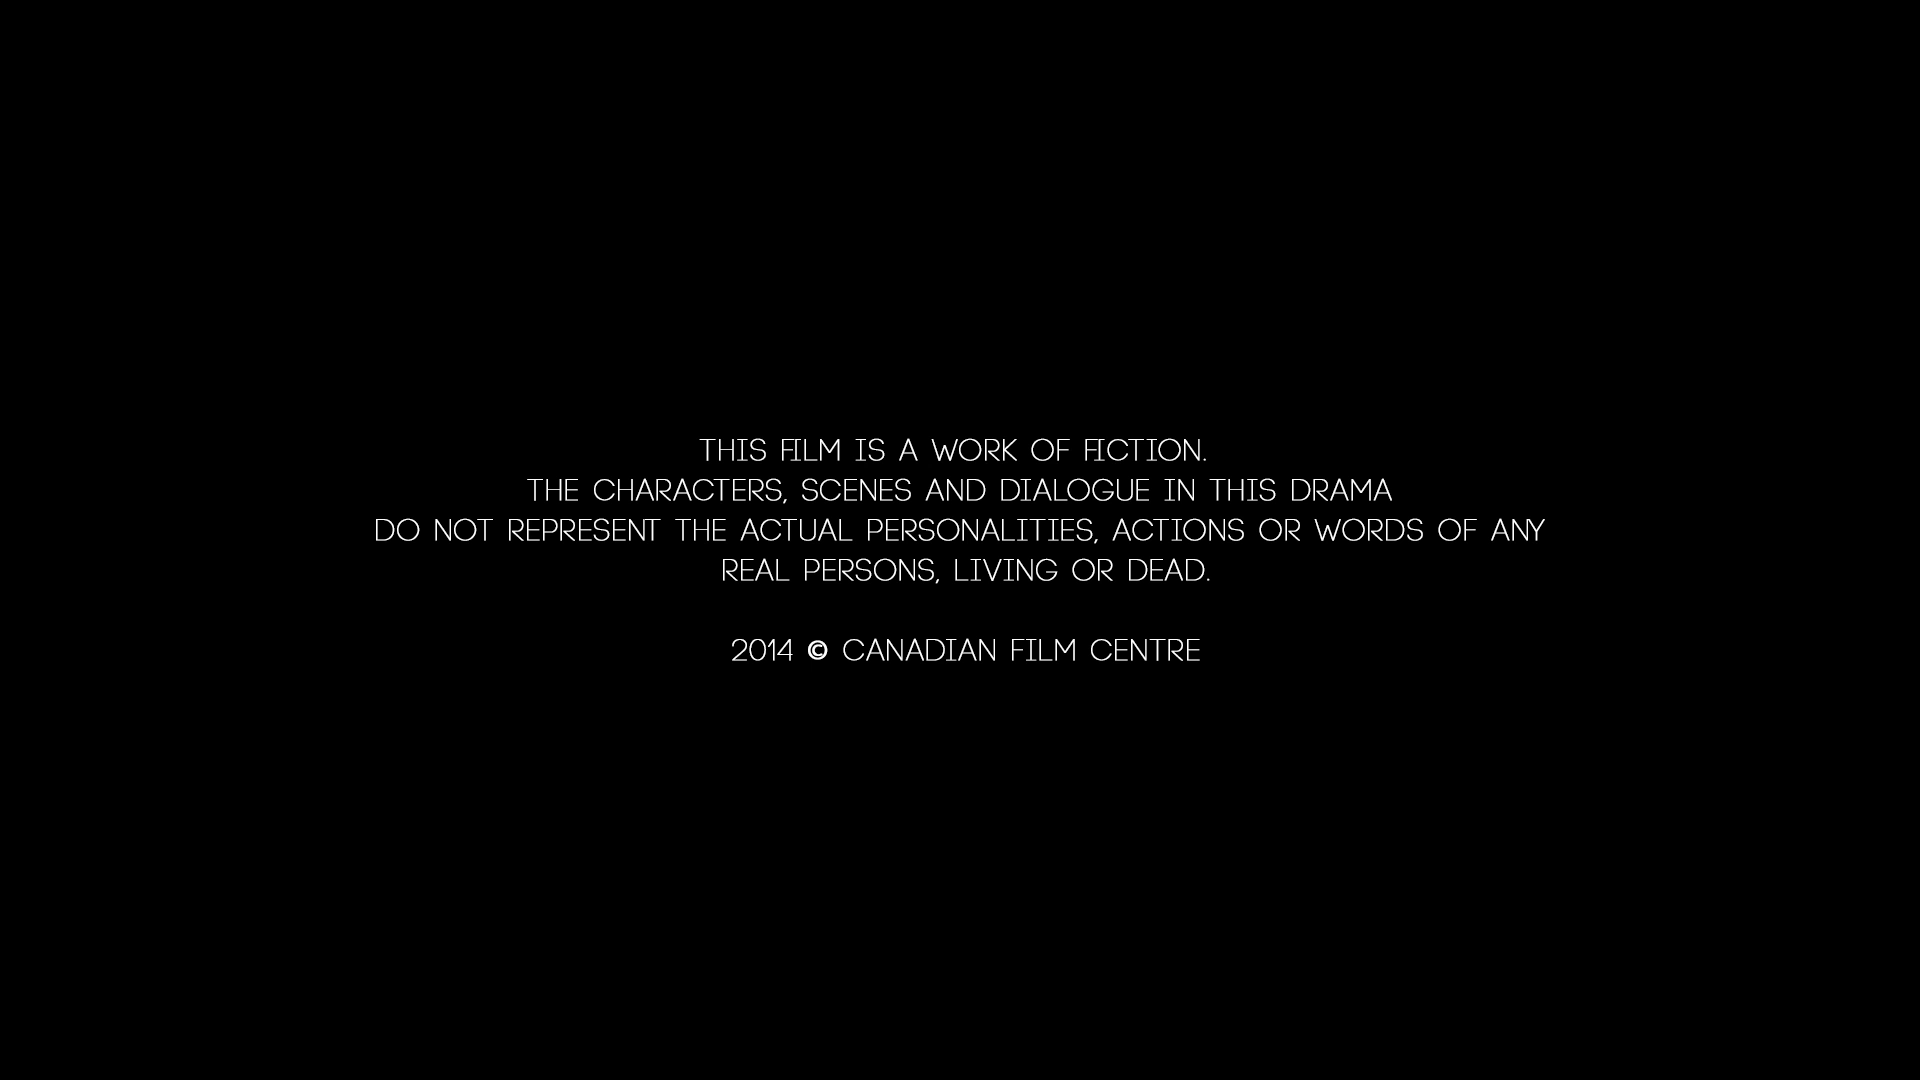 THIS FILM IS A WORK OF FICTION.
THE CHARACTERS, SCENES AND DIALOGUE IN THIS DRAMA
DO NOT REPRESENT THE ACTUAL PERSONALITIES, ACTIONS OR WORDS OF ANY
REAL PERSONS, LIVING OR DEAD.
2014 © CANADIAN FILM CENTRE